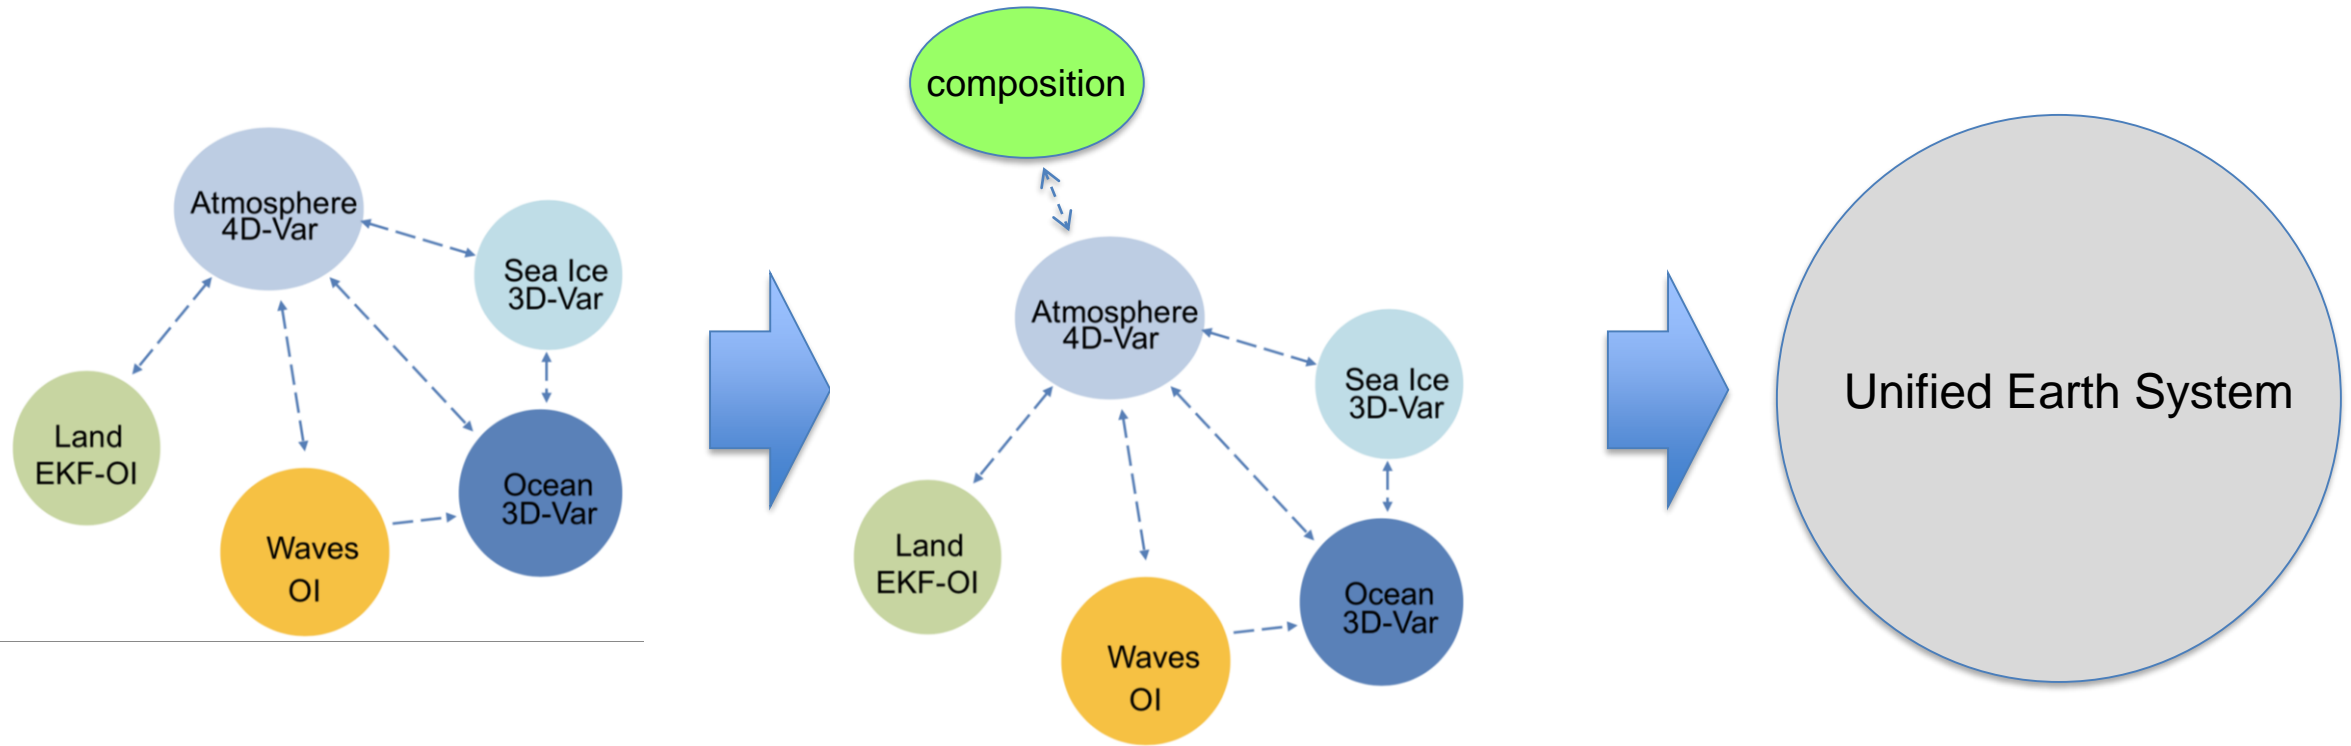 Atmosphere
4D-Var
Sea Ice
3D-Var
Land
EKF-OI
Ocean
3D-Var
Waves
OI
composition
Atmosphere
4D-Var
Sea Ice
3D-Var
Land
EKF-OI
Ocean
3D-Var
Waves
OI
Unified Earth System